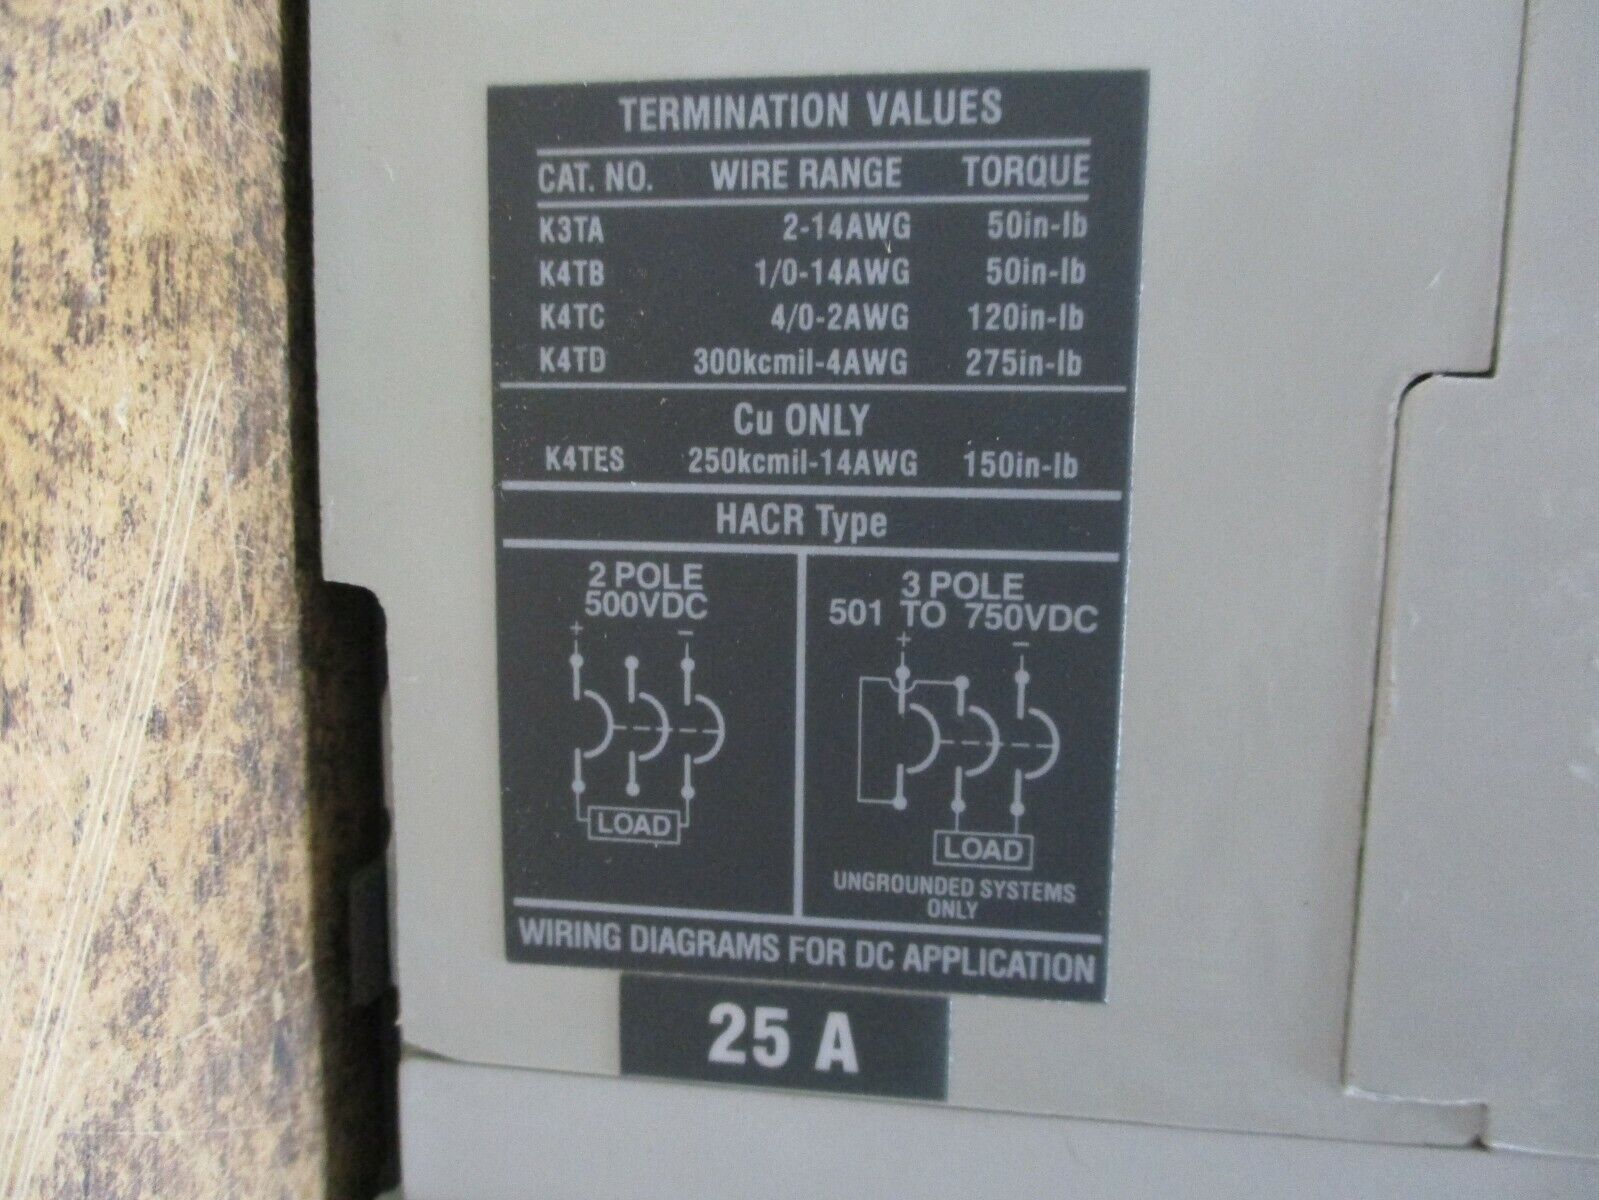 TERMINATION VALUES
CAT. NO. WIRE RANGE TORQUE
K3TA 2-14AWG 50in-lb
K4TB 1/0-14AWG 50in-lb
K4TC 4/0-2AWG 120in-lb
K4TD 300kcmil-4AWG 275in-lb
Cu ONLY
K4TES 250kcmil-14AWG 150in-lb
HACR Type
2 POLE
500VDC
+ −
LOAD
3 POLE
501 TO 750VDC
+ −
LOAD
UNGROUNDED SYSTEMS
ONLY
WIRING DIAGRAMS FOR DC APPLICATION
25 A